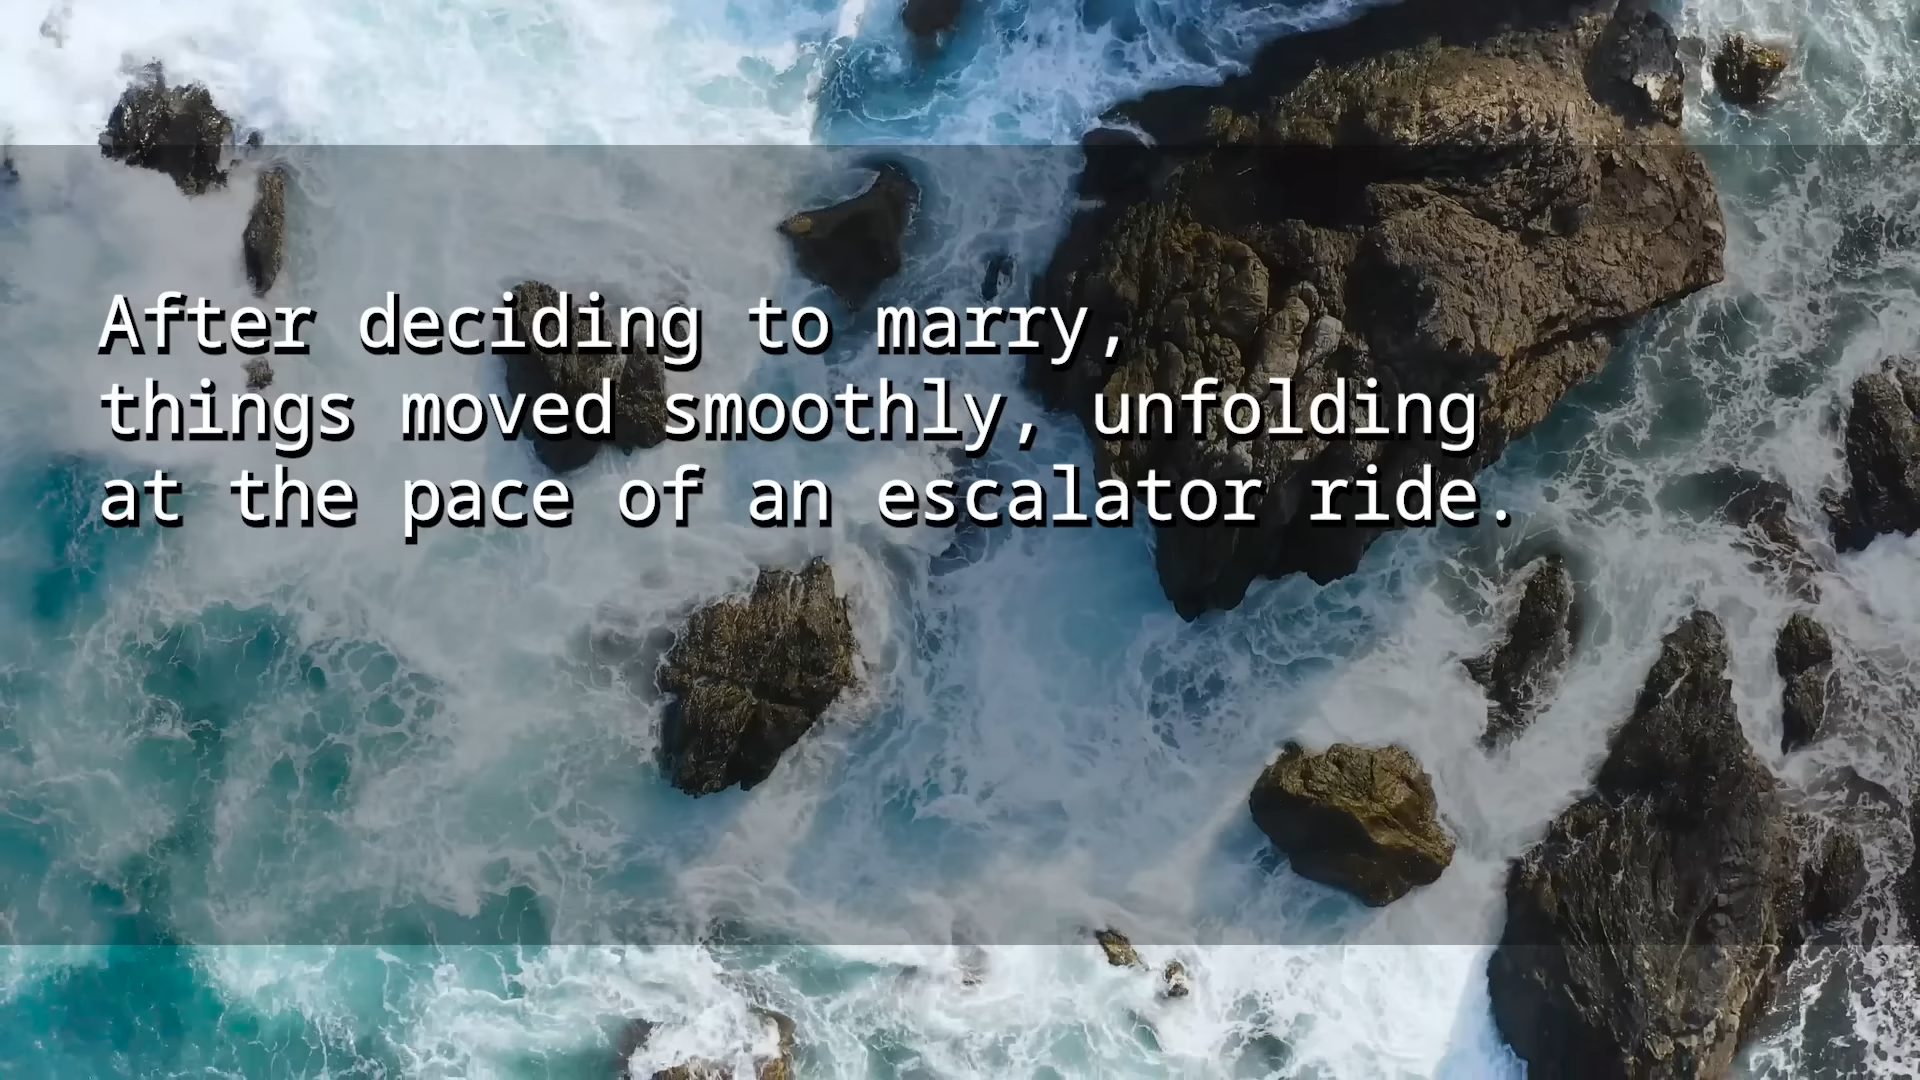 After deciding to marry,
things moved smoothly, unfolding
at the pace of an escalator ride.